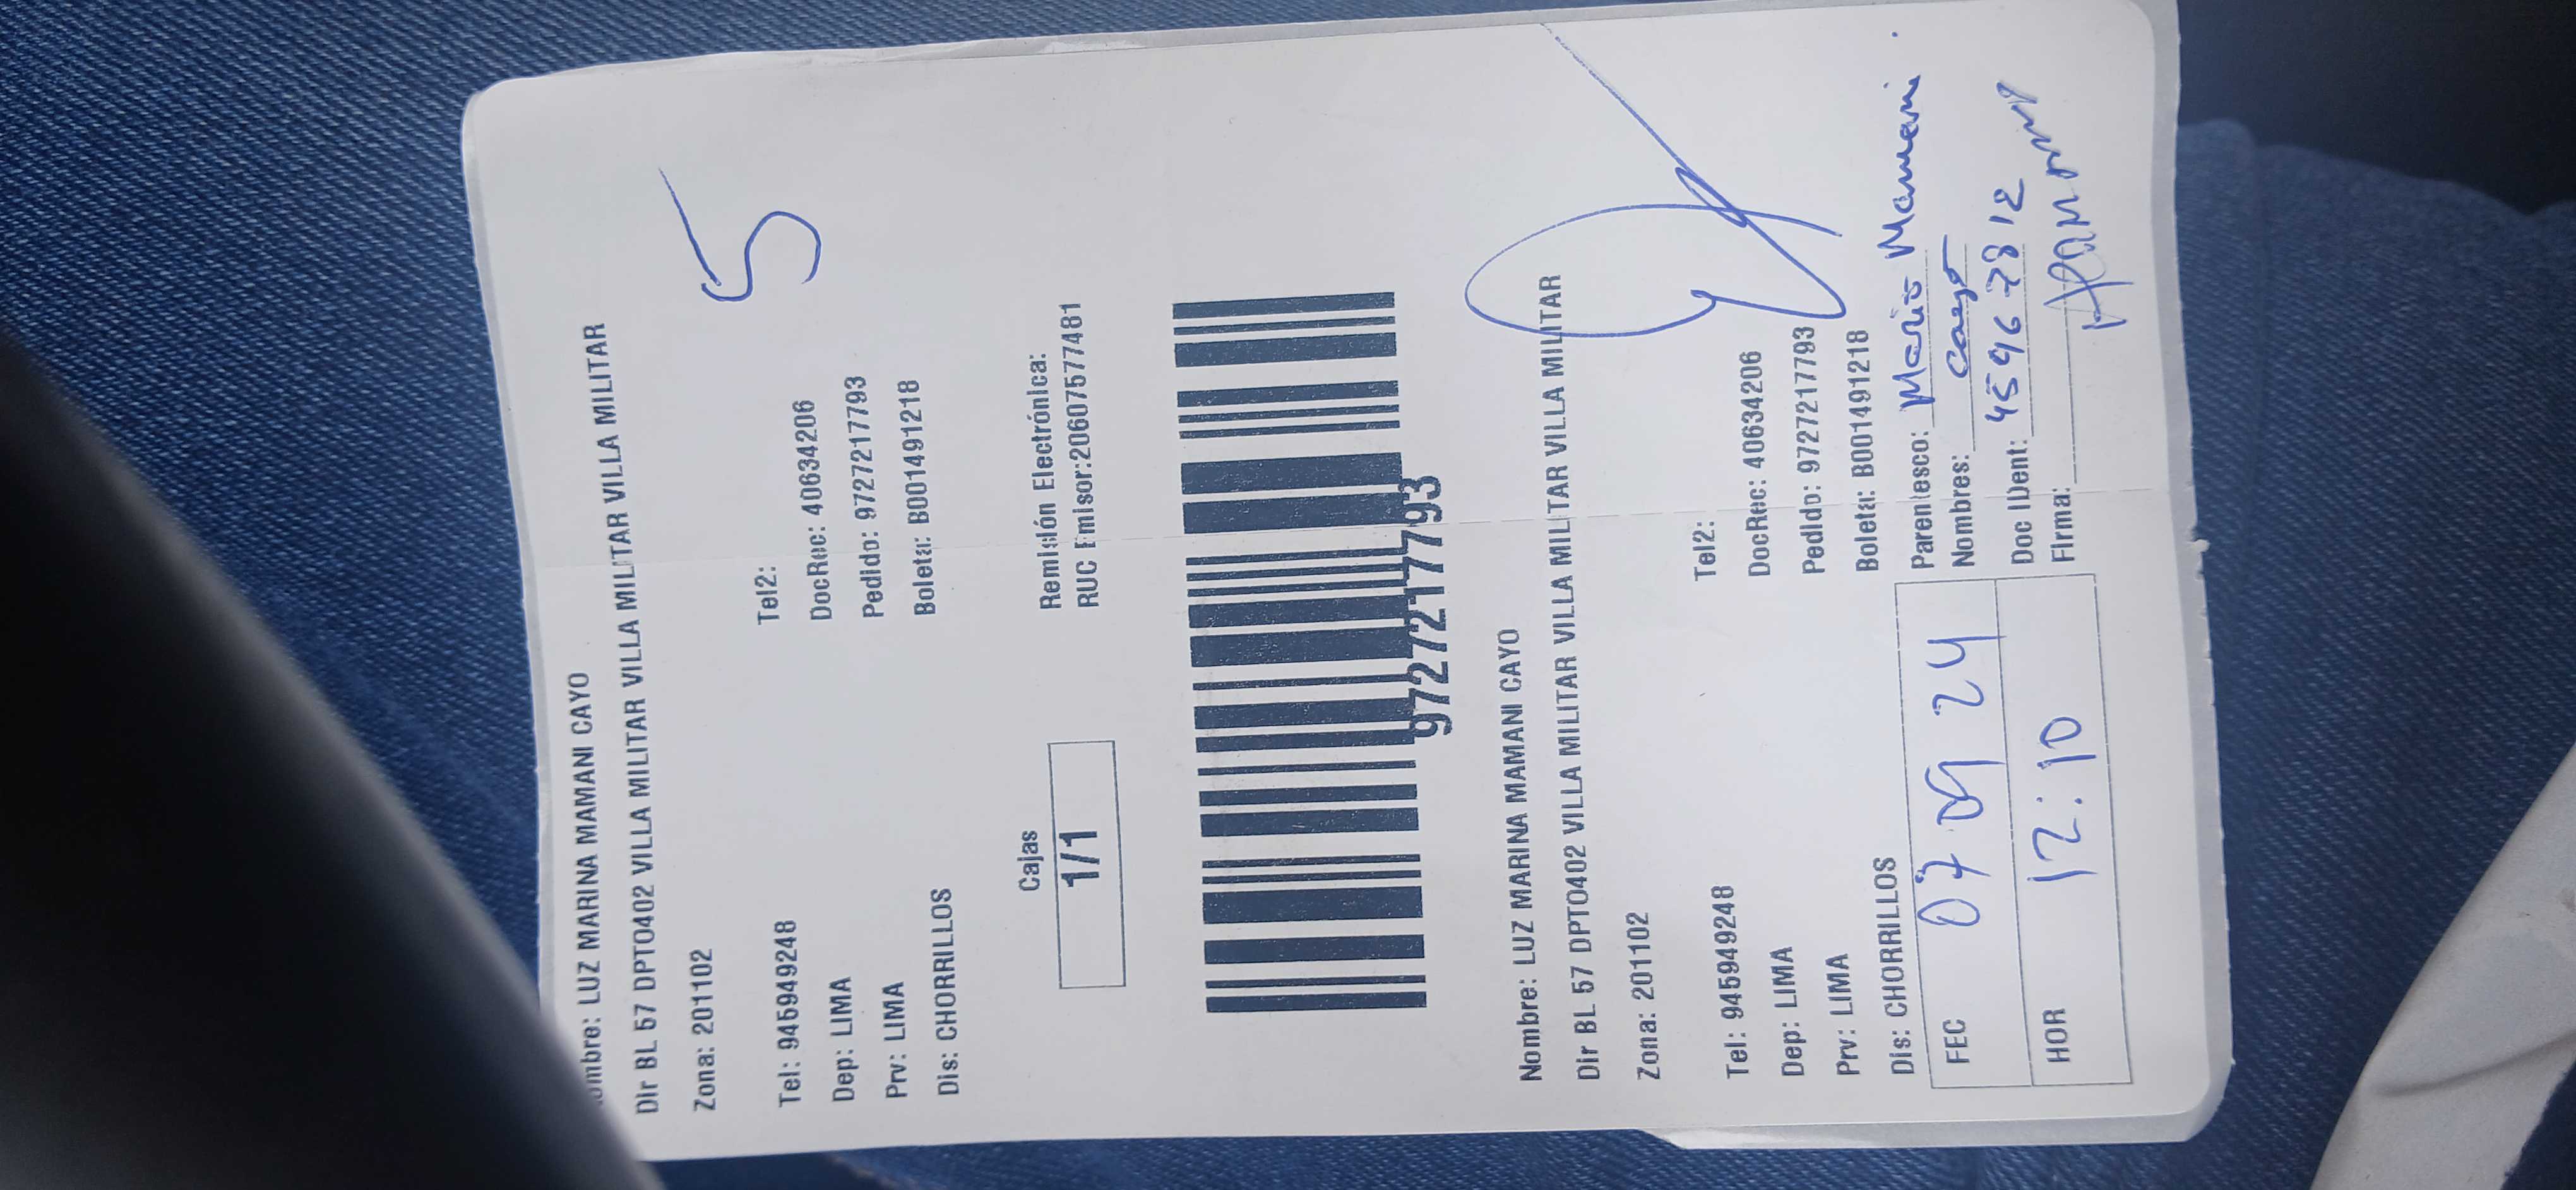 ombre: LUZ MARINA MAMANI CAYO
Dir BL 57 DPTO402 VILLA MILITAR VILLA MILITAR VILLA MILITAR
Zona: 201102
5
Tel: 945949248 Tel2:
Dep: LIMA DocRec: 40634206
Prv: LIMA Pedido: 97272177 93
Dis: CHORRILLOS Boleta: B001491218
Cajas Remisión Electrónica:
1/1 RUC Emisor:20607577481
9727217793
Nombre: LUZ MARINA MAMANI CAYO
Dir BL 57 DPTO402 VILLA MILITAR VILLA MILITAR VILLA MILITAR
Zona: 201102
Tel: 945949248 Tel2:
Dep: LIMA DocRec: 40634206
Prv: LIMA Pedido: 9727217793
Dis: CHORRILLOS Boleta: B001491218
FEC 07 09 24 Parentesco: Mario Mamani
Nombres: Cayo
HOR 12:10 Doc IDent: 45967812
Firma: